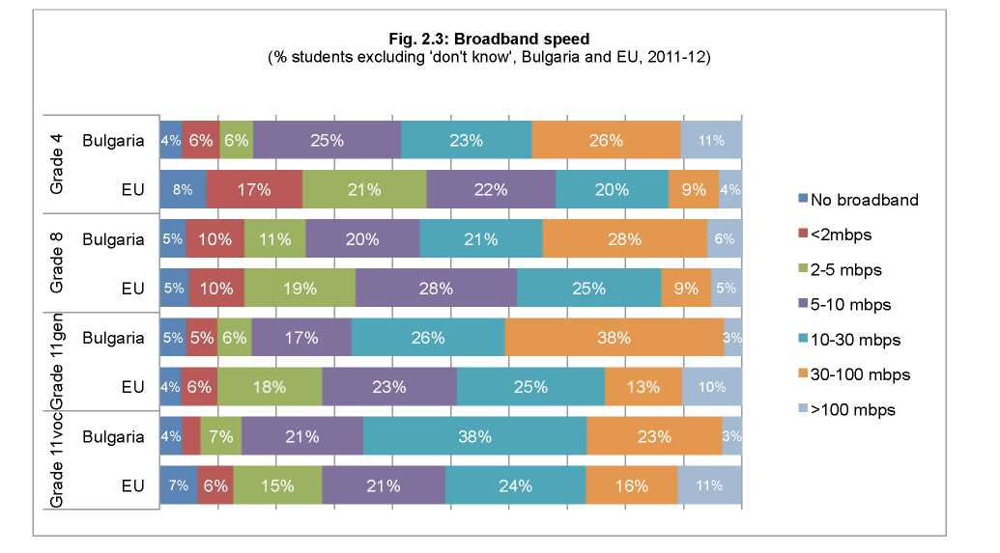 Fig. 2.3: Broadband speed
(% students excluding 'don't know', Bulgaria and EU, 2011-12)
Grade 4
Bulgaria 4% 6% 6% 25% 23% 26% 11%
EU 8% 17% 21% 22% 20% 9% 4%
Grade 8
Bulgaria 5% 10% 11% 20% 21% 28% 6%
EU 5% 10% 19% 28% 25% 9% 5%
Grade 11gen
Bulgaria 5% 5% 6% 17% 26% 38% 3%
EU 4% 6% 18% 23% 25% 13% 10%
Grade 11voc
Bulgaria 4% 7% 21% 38% 23% 3%
EU 7% 6% 15% 21% 24% 16% 11%
No broadband
<2mbps
2-5 mbps
5-10 mbps
10-30 mbps
30-100 mbps
>100 mbps